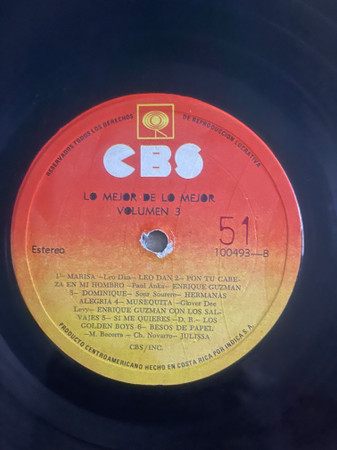 RESERVADOS TODOS LOS DERECHOS DE REPRODUCCION LUCRATIVA
CBS
LO MEJOR DE LO MEJOR
VOLUMEN 3
51
Estereo
100493—B
1- MARISA —Leo Dan— LEO DAN 2.- PON TU CABE-
ZA EN MI HOMBRO —Paul Anka— ENRIQUE GUZMAN
3- DOMINIQUE— Soeur Sourire— HERMANAS
ALEGRIA 4- MUREQUITA —Glover Dee
Levy— ENRIQUE GUZMAN CON LOS SAL-
VAJES 5- SI ME QUIERES —D. R.— LOS
GOLDEN BOYS 6- BESOS DE PAPEL
—M. Becerra — Ch. Novarro— JULISSA
CBS/INC.
PRODUCTO CENTROAMERICANO HECHO EN COSTA RICA POR INDICA S. A.